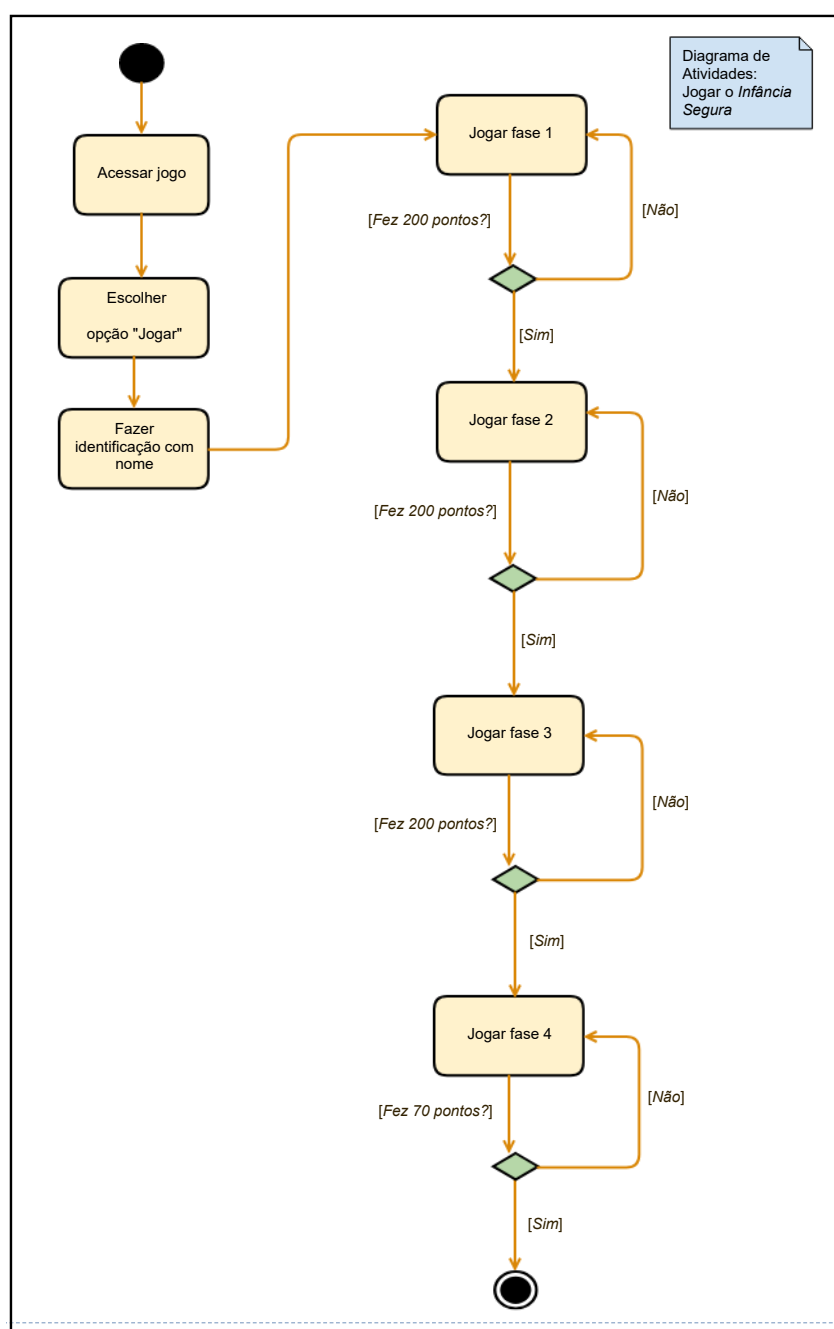 Diagrama de
Atividades:
Jogar o Infância
Segura
Acessar jogo
Escolher
opção "Jogar"
Fazer
identificação com
nome
Jogar fase 1
[Fez 200 pontos?]
[Não]
[Sim]
Jogar fase 2
[Fez 200 pontos?]
[Não]
[Sim]
Jogar fase 3
[Fez 200 pontos?]
[Não]
[Sim]
Jogar fase 4
[Fez 70 pontos?]
[Não]
[Sim]